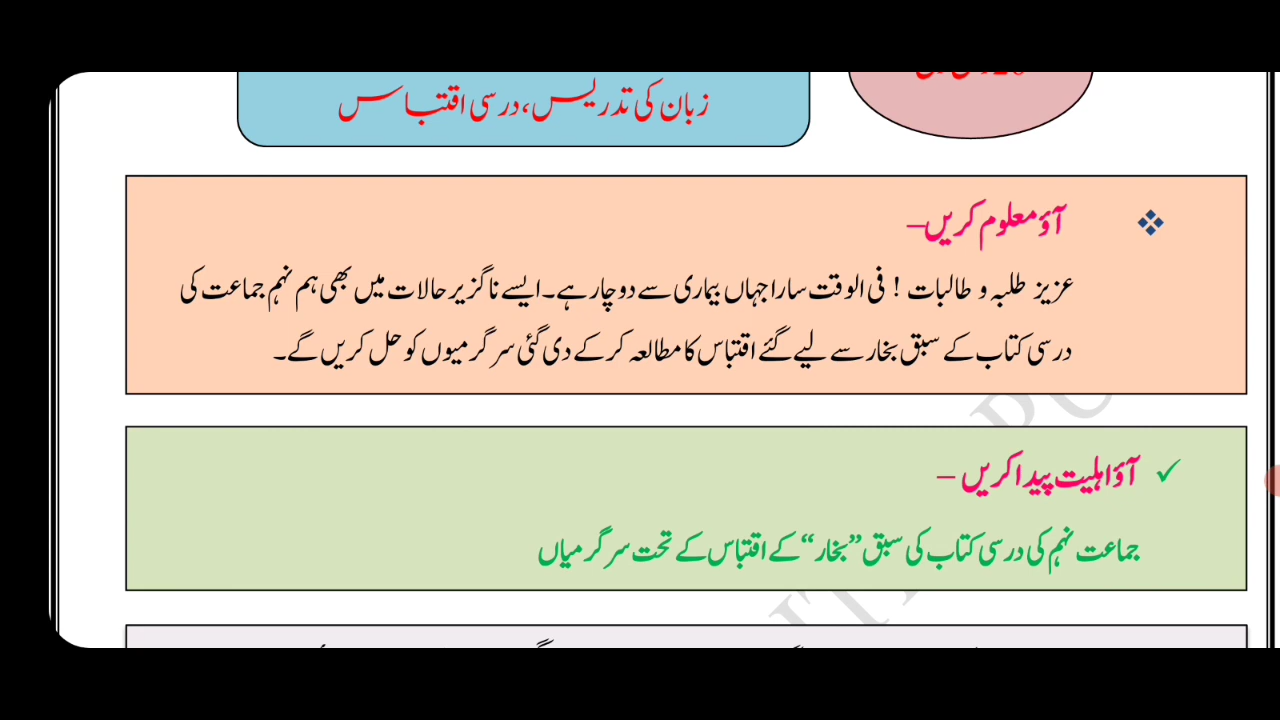 زبان کی تدریس، درسی اقتباس
آؤ معلوم کریں–
عزیز طلبہ و طالبات ! فی الوقت سارا جہاں بیماری سے دوچار ہے۔ ایسے ناگزیر حالات میں بھی ہم نہم جماعت کی
درسی کتاب کے سبق بخار سے لیے گئے اقتباس کا مطالعہ کرکے دی گئی سرگرمیوں کو حل کریں گے۔
آؤ اہلیت پیدا کریں –
جماعت نہم کی درسی کتاب کی سبق ”بخار“ کے اقتباس کے تحت سرگرمیاں